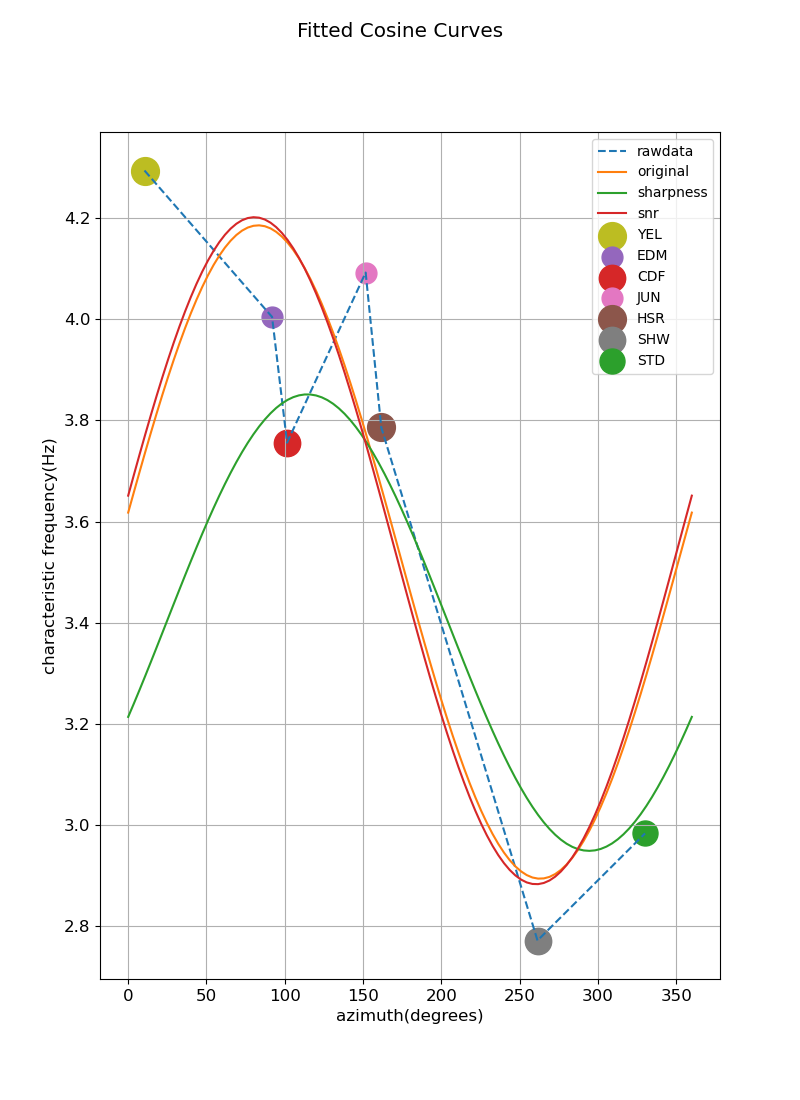 Fitted Cosine Curves
rawdata
original
sharpness
snr
YEL
EDM
CDF
JUN
HSR
SHW
STD
4.2
4.0
3.8
3.6
3.4
3.2
3.0
2.8
characteristic frequency(Hz)
0 50 100 150 200 250 300 350
azimuth(degrees)